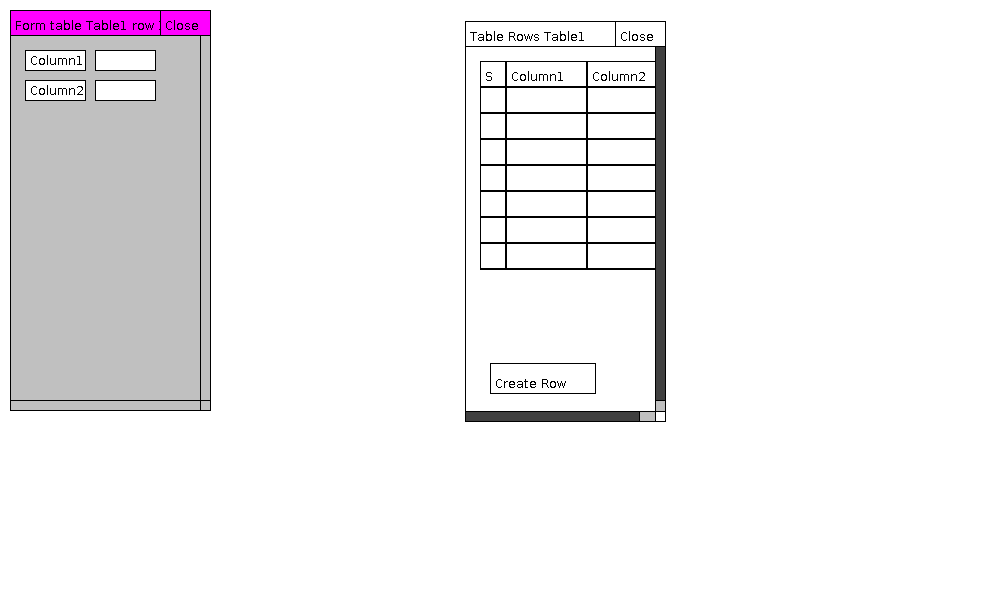 Form table Table1 row
Close
Column1
Column2
Table Rows Table1
Close
S
Column1
Column2
Create Row